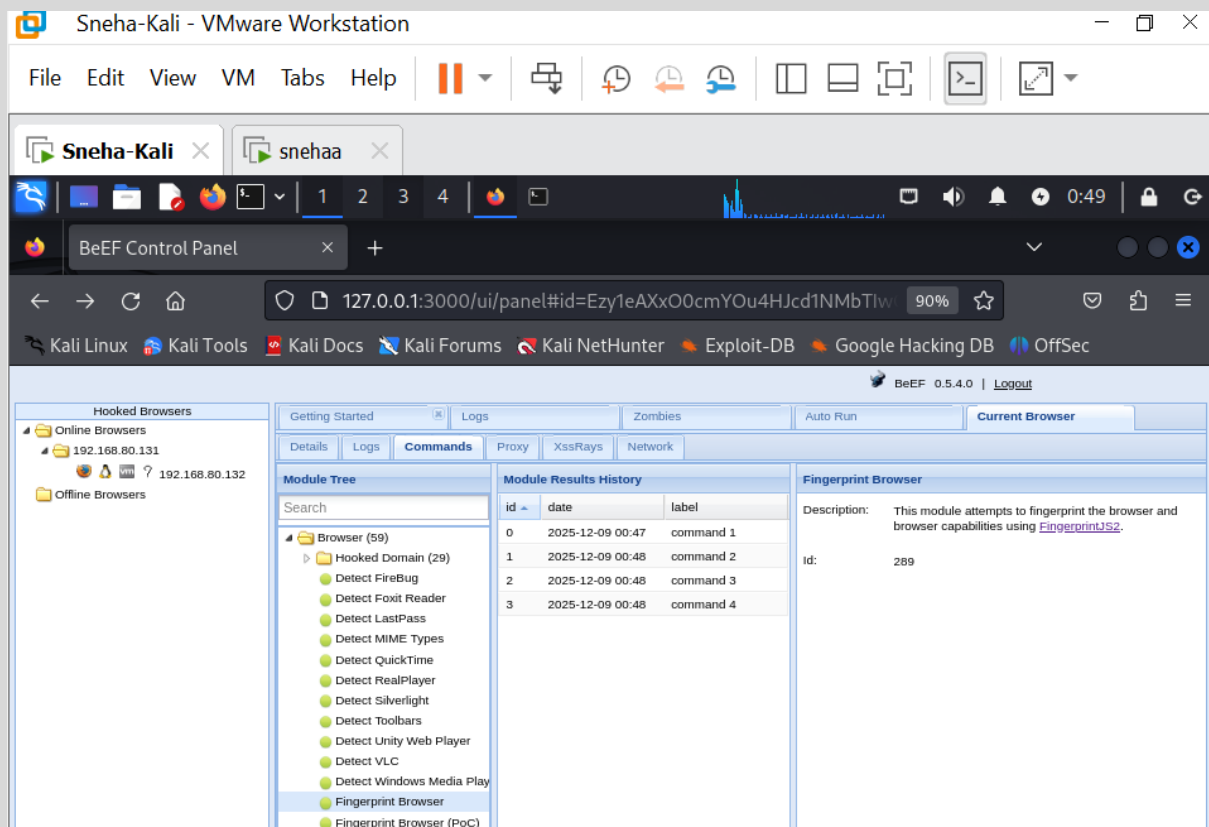 Sneha-Kali - VMware Workstation
File Edit View VM Tabs Help
Sneha-Kali snehaa
1 2 3 4 0:49
BeEF Control Panel
127.0.0.1:3000/ui/panel#id=Ezy1eAXxO0cmYOu4HJcd1NMbTIw 90%
Kali Linux Kali Tools Kali Docs Kali Forums Kali NetHunter Exploit-DB Google Hacking DB OffSec
BeEF 0.5.4.0 | Logout
Hooked Browsers
Online Browsers
192.168.80.131
? 192.168.80.132
Offline Browsers
Getting Started Logs Zombies Auto Run Current Browser
Details Logs Commands Proxy XssRays Network
Module Tree
Search
Browser (59)
Hooked Domain (29)
Detect FireBug
Detect Foxit Reader
Detect LastPass
Detect MIME Types
Detect QuickTime
Detect RealPlayer
Detect Silverlight
Detect Toolbars
Detect Unity Web Player
Detect VLC
Detect Windows Media Play
Fingerprint Browser
Fingerprint Browser (PoC)
Module Results History
id date label
0 2025-12-09 00:47 command 1
1 2025-12-09 00:48 command 2
2 2025-12-09 00:48 command 3
3 2025-12-09 00:48 command 4
Fingerprint Browser
Description: This module attempts to fingerprint the browser and
browser capabilities using FingerprintJS2.
Id: 289